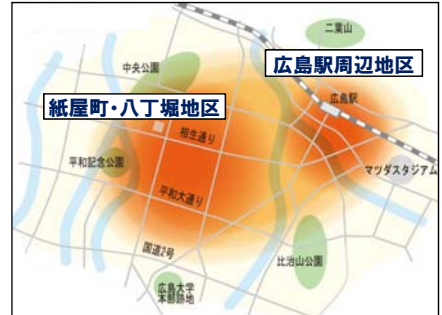 二葉山
広島駅周辺地区
中央公園
紙屋町・八丁堀地区
広島駅
相生通り
平和記念公園
マツダスタジアム
平和大通り
国道2号
比治山公園
広島大学
本部跡地